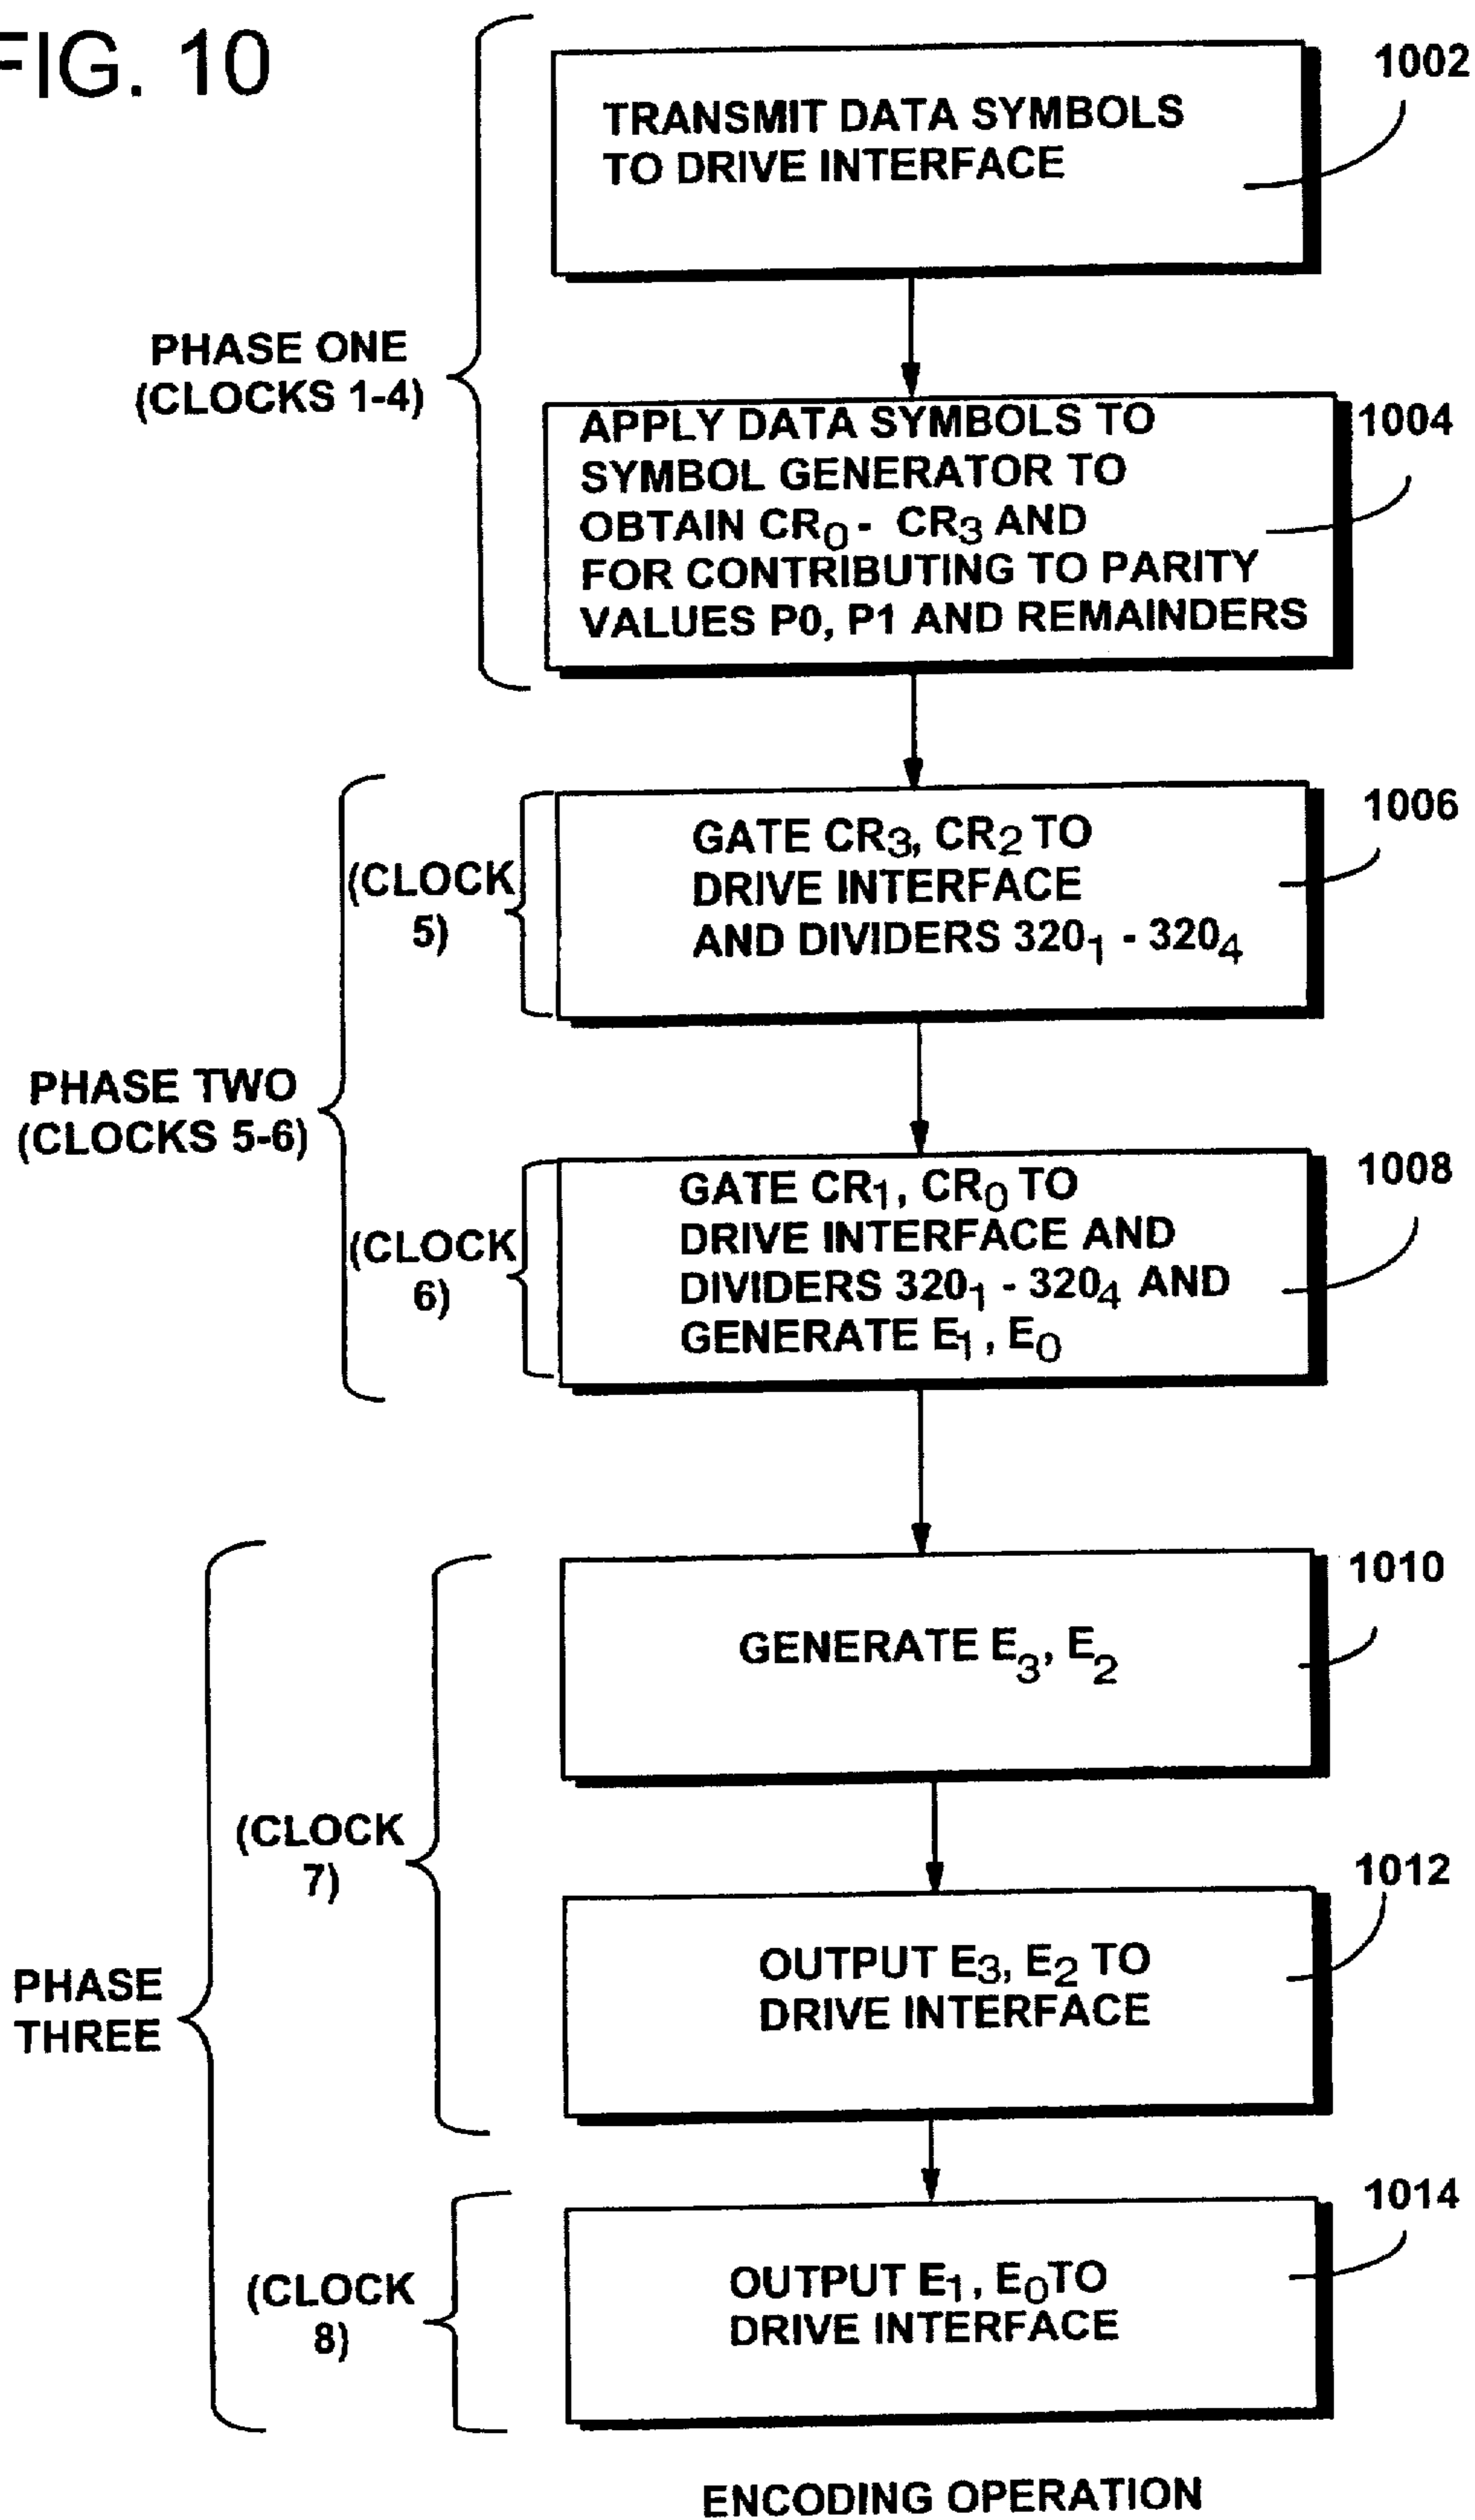 FIG. 10
1002
TRANSMIT DATA SYMBOLS
TO DRIVE INTERFACE
PHASE ONE
(CLOCKS 1-4)
1004
APPLY DATA SYMBOLS TO
SYMBOL GENERATOR TO
OBTAIN CR0 - CR3 AND
FOR CONTRIBUTING TO PARITY
VALUES P0, P1 AND REMAINDERS
PHASE TWO
(CLOCKS 5-6)
(CLOCK
5)
1006
GATE CR3, CR2 TO
DRIVE INTERFACE
AND DIVIDERS 3201 - 3204
(CLOCK
6)
1008
GATE CR1, CR0 TO
DRIVE INTERFACE AND
DIVIDERS 3201 - 3204 AND
GENERATE E1, E0
PHASE
THREE
(CLOCK
7)
1010
GENERATE E3, E2
1012
OUTPUT E3, E2 TO
DRIVE INTERFACE
(CLOCK
8)
1014
OUTPUT E1, E0 TO
DRIVE INTERFACE
ENCODING OPERATION